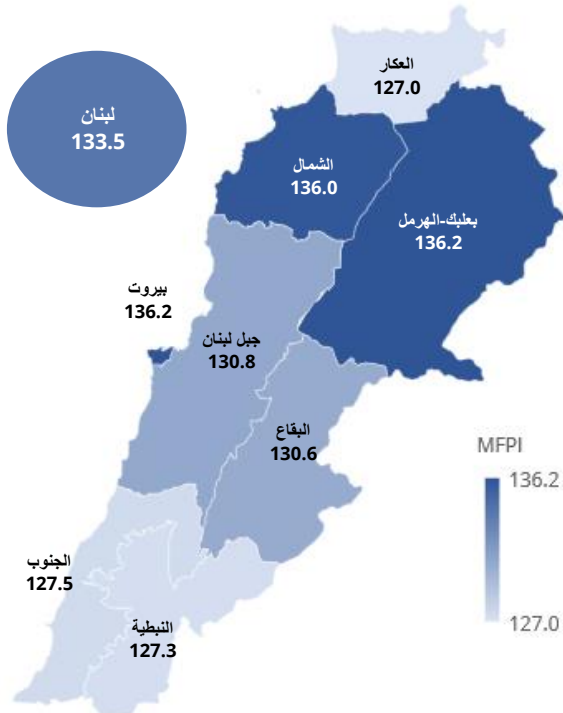 العكار
127.0
لبنان
133.5
الشمال
136.0
بعلبك-الهرمل
136.2
بيروت
136.2
جبل لبنان
130.8
البقاع
130.6
MFPI
136.2
127.0
الجنوب
127.5
النبطية
127.3